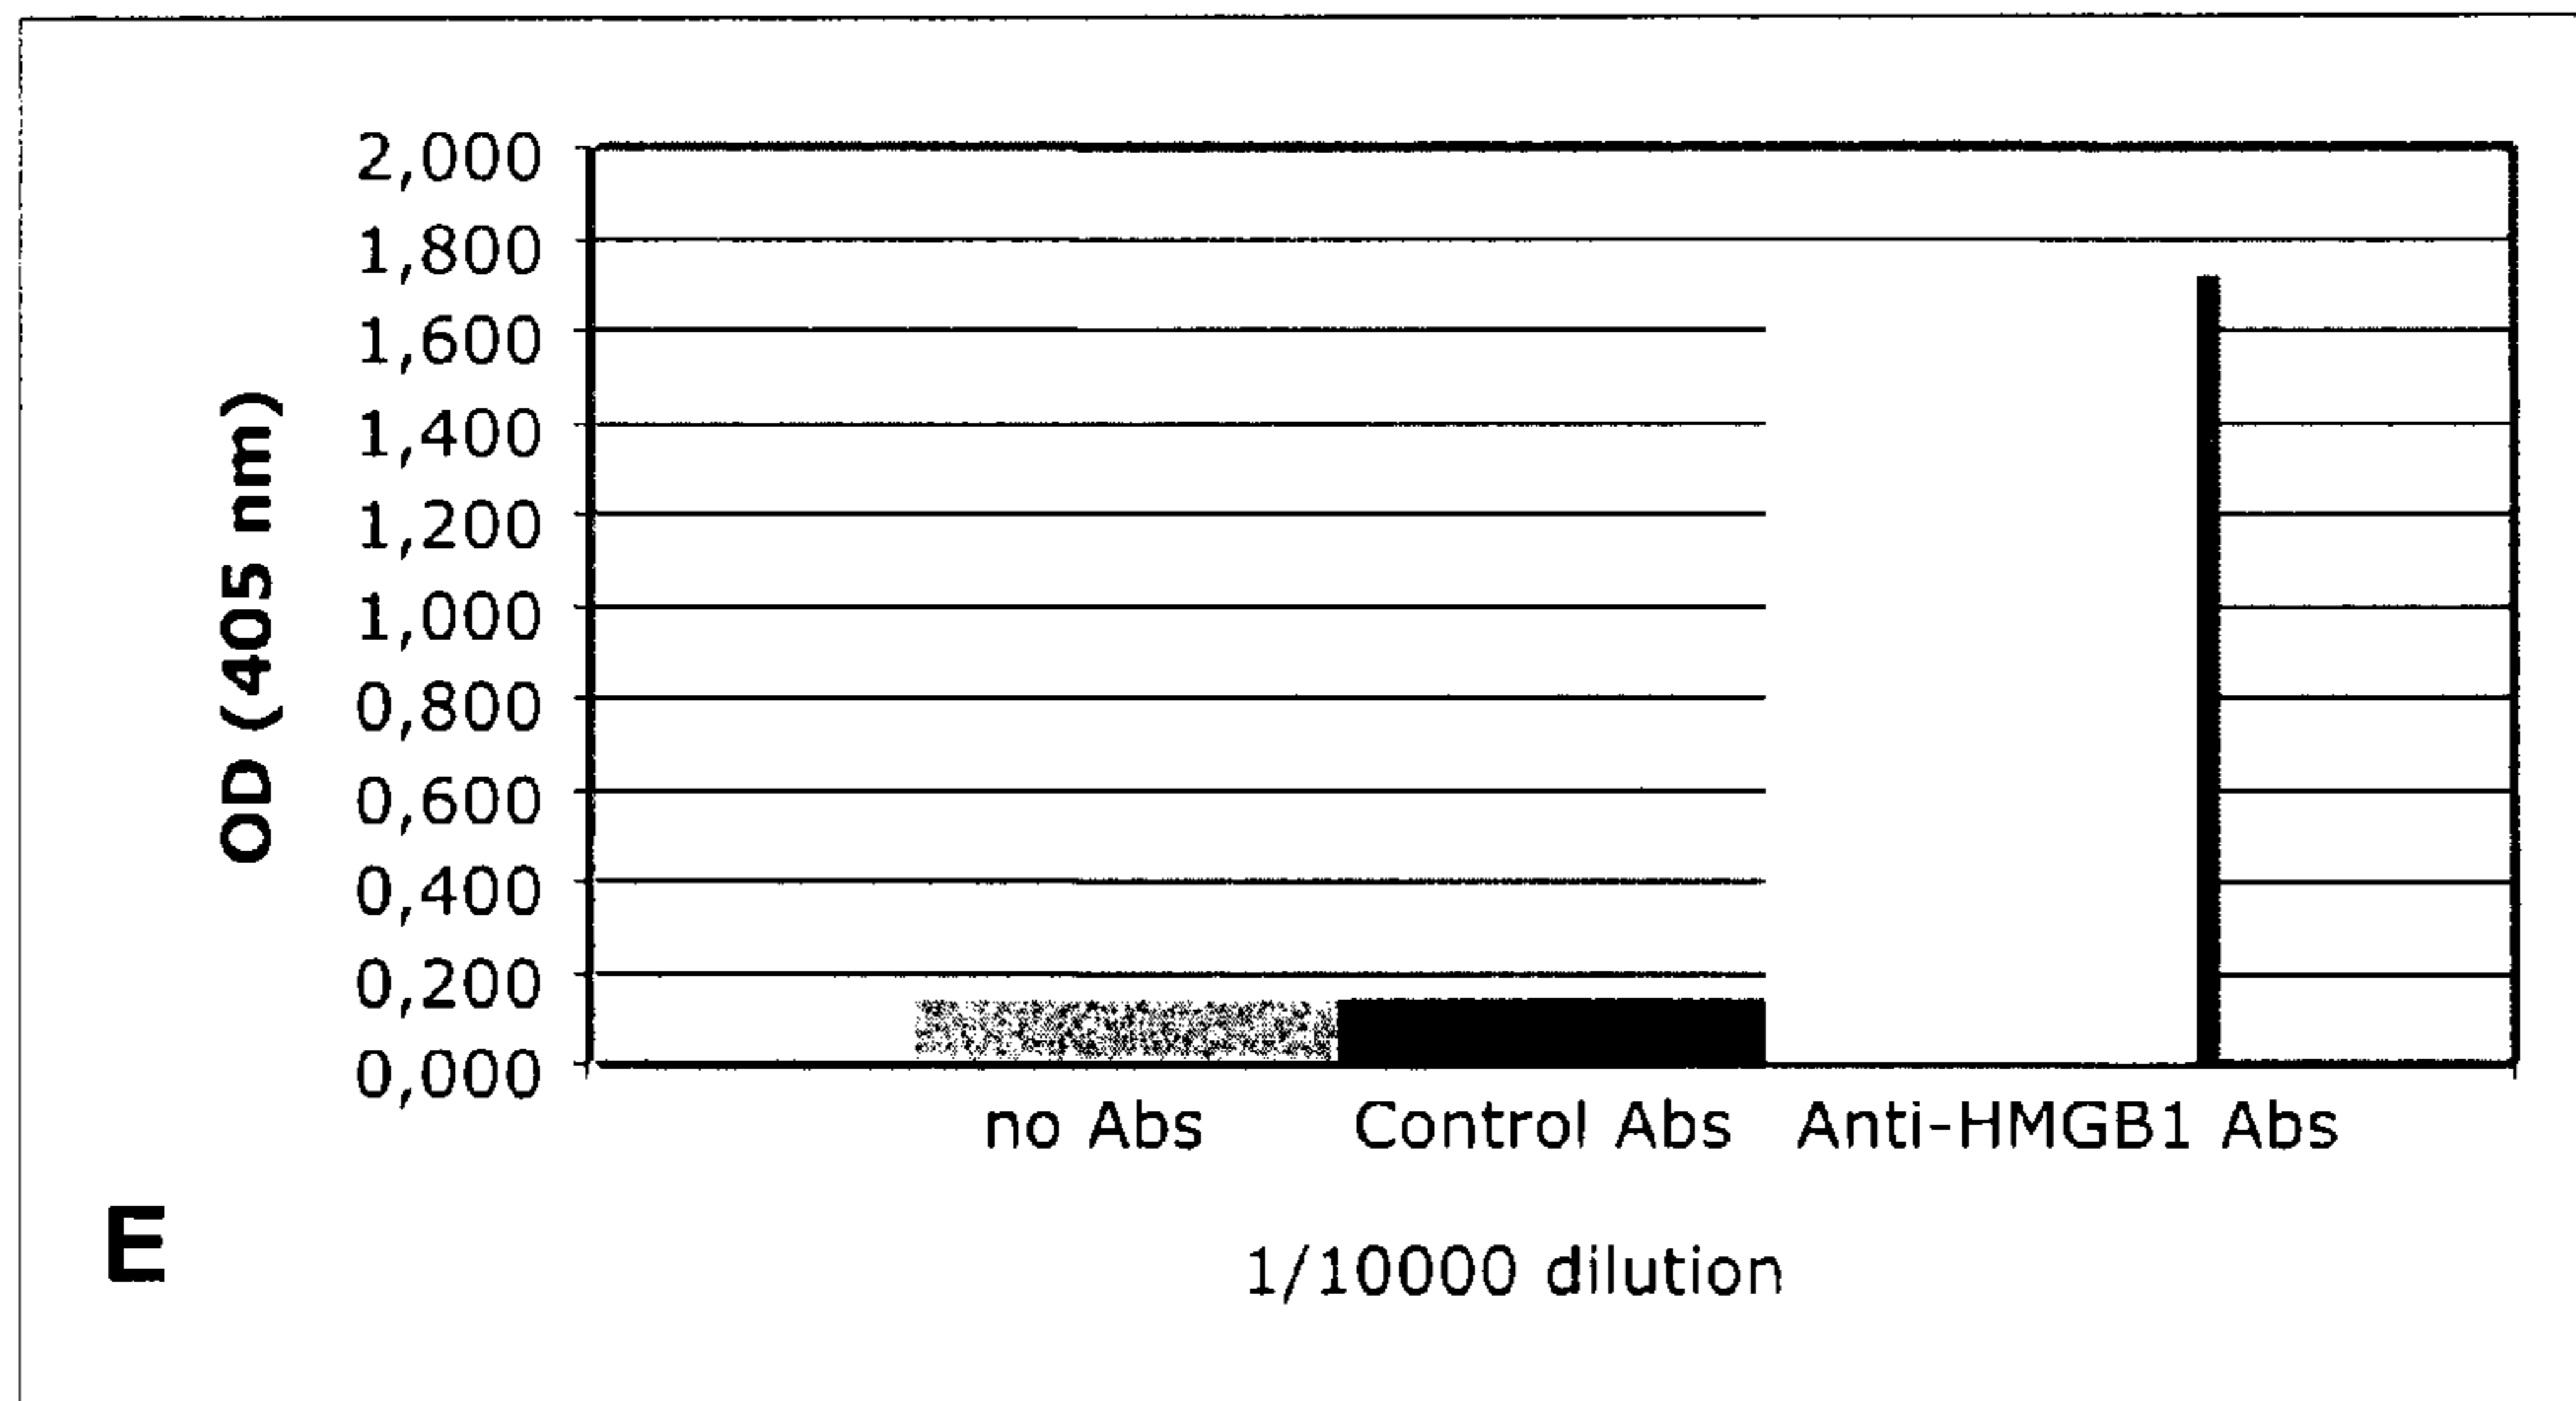 2,000
1,800
1,600
1,400
1,200
1,000
0,800
0,600
0,400
0,200
0,000
OD (405 nm)
no Abs Control Abs Anti-HMGB1 Abs
E
1/10000 dilution